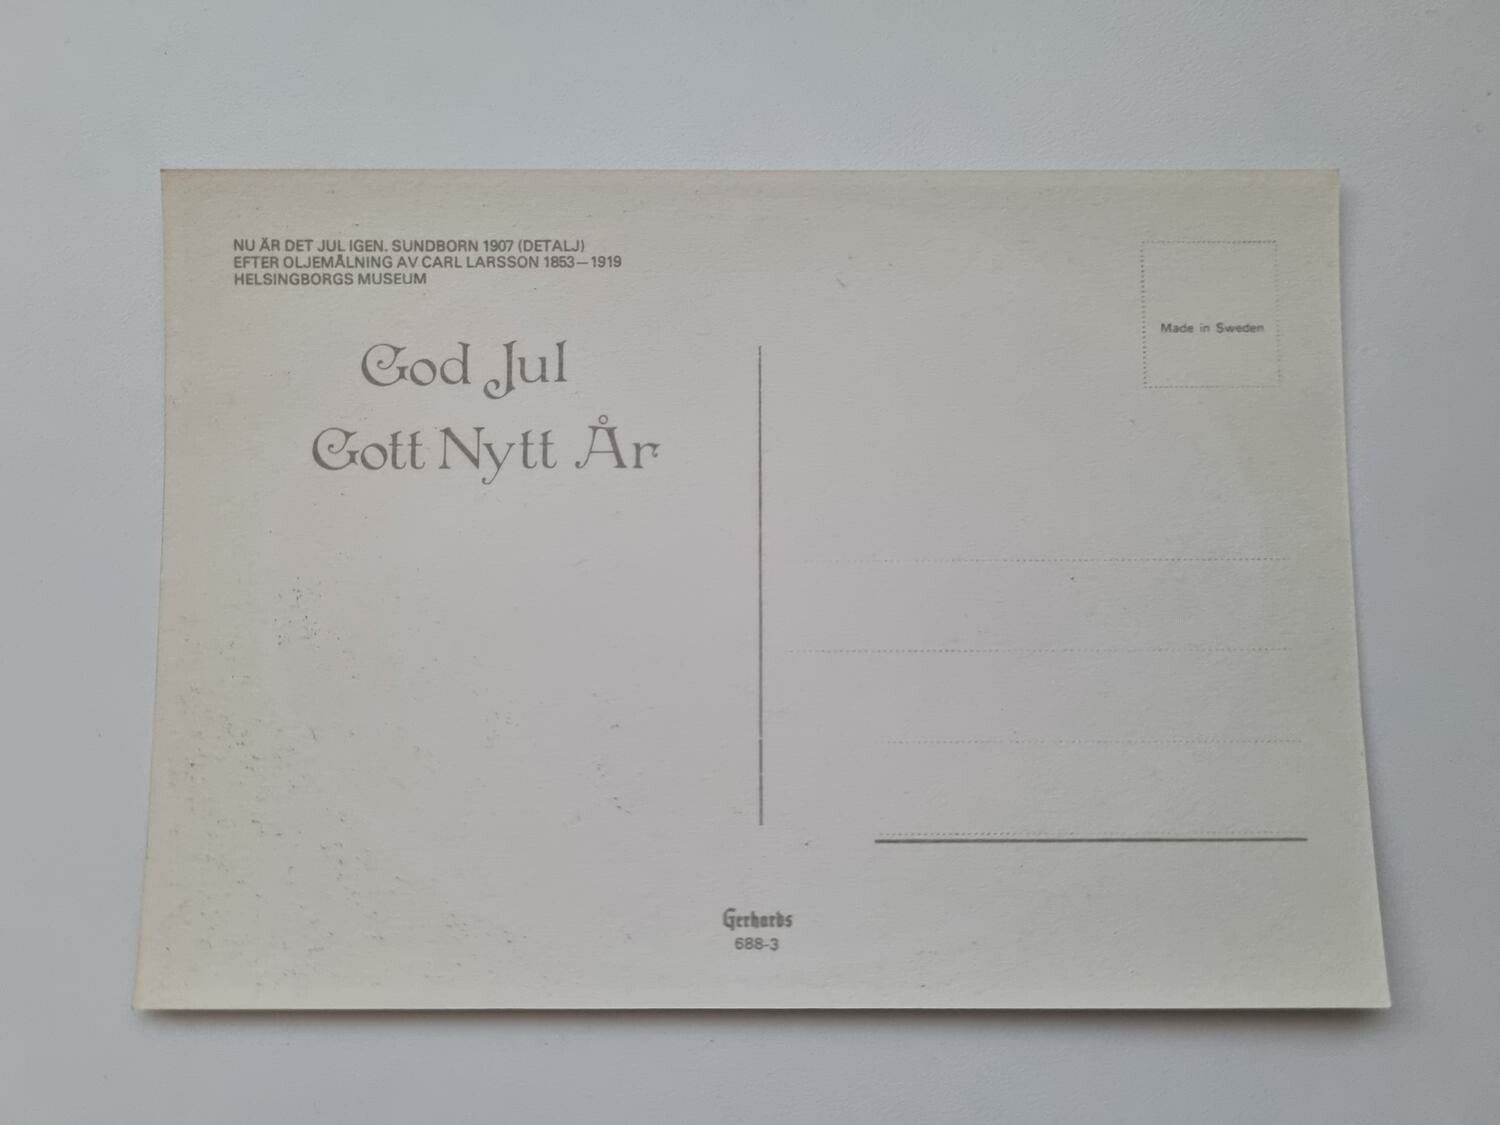 NU ÄR DET JUL IGEN. SUNDBORN 1907 (DETALJ)
EFTER OLJEMÅLNING AV CARL LARSSON 1853—1919
HELSINGBORGS MUSEUM
God Jul
Gott Nytt År
Made in Sweden
Gerhards
688-3